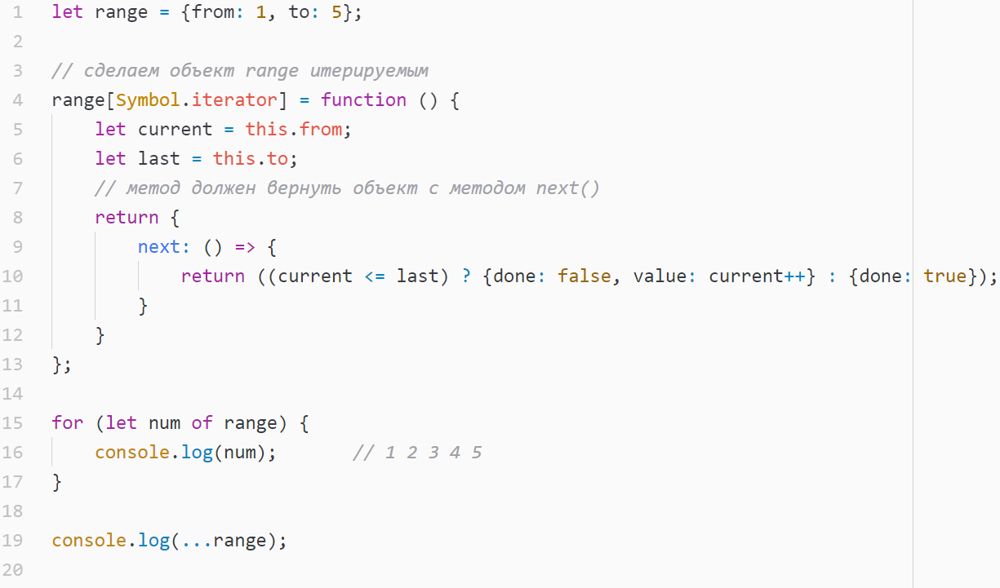 1 let range = {from: 1, to: 5};
2
3 // сделаем объект range итерируемым
4 range[Symbol.iterator] = function () {
5     let current = this.from;
6     let last = this.to;
7     // метод должен вернуть объект с методом next()
8     return {
9         next: () => {
10             return ((current <= last) ? {done: false, value: current++} : {done: true});
11         }
12     }
13 };
14
15 for (let num of range) {
16     console.log(num);       // 1 2 3 4 5
17 }
18
19 console.log(...range);
20